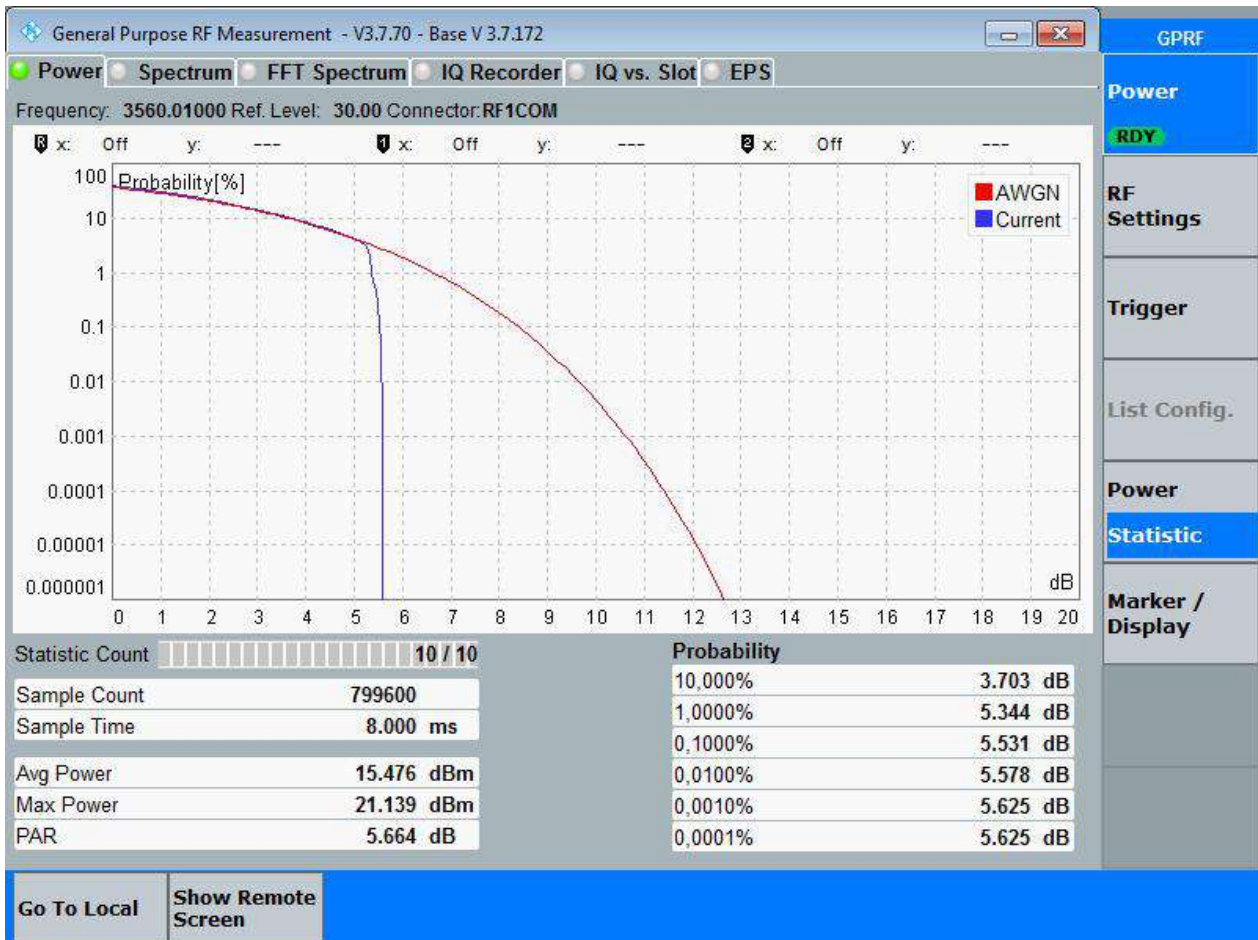 General Purpose RF Measurement - V3.7.70 - Base V 3.7.172
Power Spectrum FFT Spectrum IQ Recorder IQ vs. Slot EPS
Frequency: 3560.01000 Ref. Level: 30.00 Connector:RF1COM
R x: Off y: --- 1 x: Off y: --- 2 x: Off y: ---
Probability[%]
100
10
1
0.1
0.01
0.001
0.0001
0.00001
0.000001
AWGN
Current
dB
0 1 2 3 4 5 6 7 8 9 10 11 12 13 14 15 16 17 18 19 20
Statistic Count 10 / 10
Sample Count 799600
Sample Time 8.000 ms
Avg Power 15.476 dBm
Max Power 21.139 dBm
PAR 5.664 dB
Probability
10,000% 3.703 dB
1,0000% 5.344 dB
0,1000% 5.531 dB
0,0100% 5.578 dB
0,0010% 5.625 dB
0,0001% 5.625 dB
GPRF
Power
RDY
RF
Settings
Trigger
List Config.
Power
Statistic
Marker /
Display
Go To Local
Show Remote
Screen